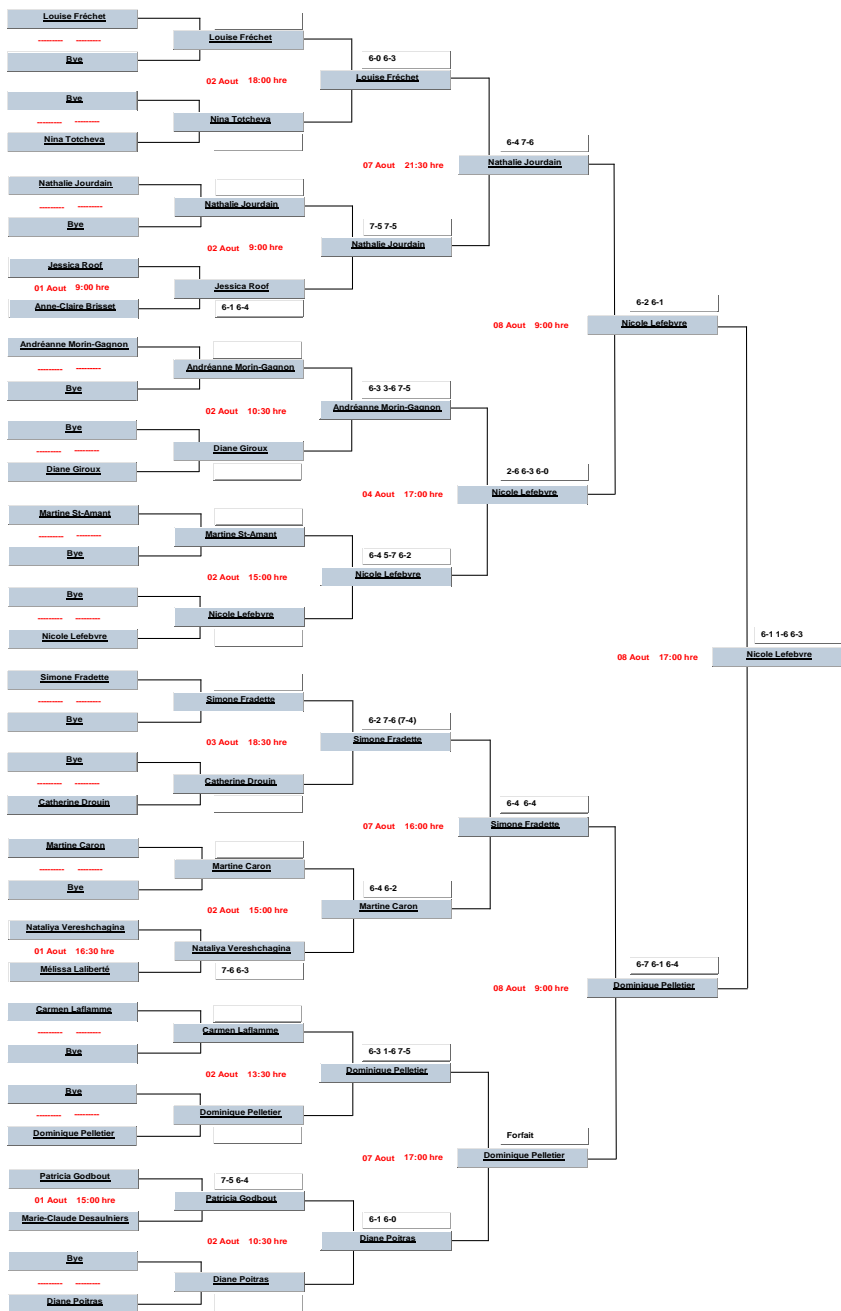 Louise Fréchet
--------- ---------
Louise Fréchet
Bye
6-0 6-3
02 Aout 18:00 hre
Louise Fréchet
Bye
--------- ---------
Nina Totcheva
Nina Totcheva
6-4 7-6
07 Aout 21:30 hre
Nathalie Jourdain
Nathalie Jourdain
--------- ---------
Nathalie Jourdain
Bye
7-5 7-5
02 Aout 9:00 hre
Nathalie Jourdain
Jessica Roof
01 Aout 9:00 hre
Jessica Roof
Anne-Claire Brisset
6-1 6-4
6-2 6-1
08 Aout 9:00 hre
Nicole Lefebvre
Andréanne Morin-Gagnon
--------- ---------
Andréanne Morin-Gagnon
Bye
6-3 3-6 7-5
02 Aout 10:30 hre
Andréanne Morin-Gagnon
Bye
--------- ---------
Diane Giroux
Diane Giroux
2-6 6-3 6-0
04 Aout 17:00 hre
Nicole Lefebvre
Martine St-Amant
--------- ---------
Martine St-Amant
Bye
6-4 5-7 6-2
02 Aout 15:00 hre
Nicole Lefebvre
Bye
--------- ---------
Nicole Lefebvre
Nicole Lefebvre
6-1 1-6 6-3
08 Aout 17:00 hre
Nicole Lefebvre
Simone Fradette
--------- ---------
Simone Fradette
Bye
6-2 7-6 (7-4)
03 Aout 18:30 hre
Simone Fradette
Bye
--------- ---------
Catherine Drouin
Catherine Drouin
6-4 6-4
07 Aout 16:00 hre
Simone Fradette
Martine Caron
--------- ---------
Martine Caron
Bye
6-4 6-2
02 Aout 15:00 hre
Martine Caron
Nataliya Vereshchagina
01 Aout 16:30 hre
Nataliya Vereshchagina
Mélissa Laliberté
7-6 6-3
6-7 6-1 6-4
08 Aout 9:00 hre
Dominique Pelletier
Carmen Laflamme
--------- ---------
Carmen Laflamme
Bye
6-3 1-6 7-5
02 Aout 13:30 hre
Dominique Pelletier
Bye
--------- ---------
Dominique Pelletier
Dominique Pelletier
Forfait
07 Aout 17:00 hre
Dominique Pelletier
Patricia Godbout
7-5 6-4
01 Aout 15:00 hre
Patricia Godbout
Marie-Claude Desaulniers
6-1 6-0
02 Aout 10:30 hre
Diane Poitras
Bye
--------- ---------
Diane Poitras
Diane Poitras